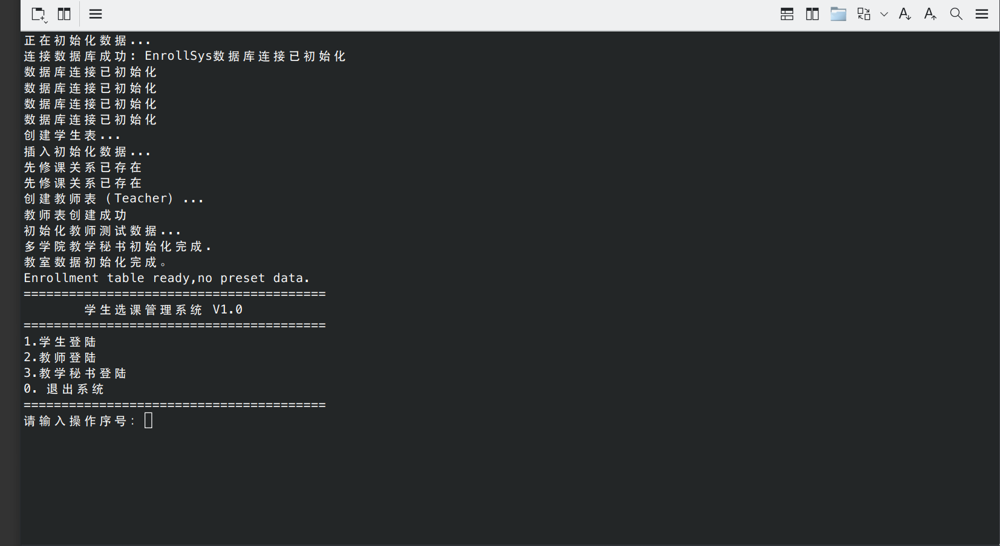 正在初始化数据...
连接数据库成功: EnrollSys数据库连接已初始化
数据库连接已初始化
数据库连接已初始化
数据库连接已初始化
数据库连接已初始化
创建学生表...
插入初始化数据...
先修课关系已存在
先修课关系已存在
创建教师表（Teacher）...
教师表创建成功
初始化教师测试数据...
多学院教学秘书初始化完成.
教室数据初始化完成。
Enrollment table ready,no preset data.
========================================
学生选课管理系统 V1.0
========================================
1.学生登陆
2.教师登陆
3.教学秘书登陆
0. 退出系统
========================================
请输入操作序号：